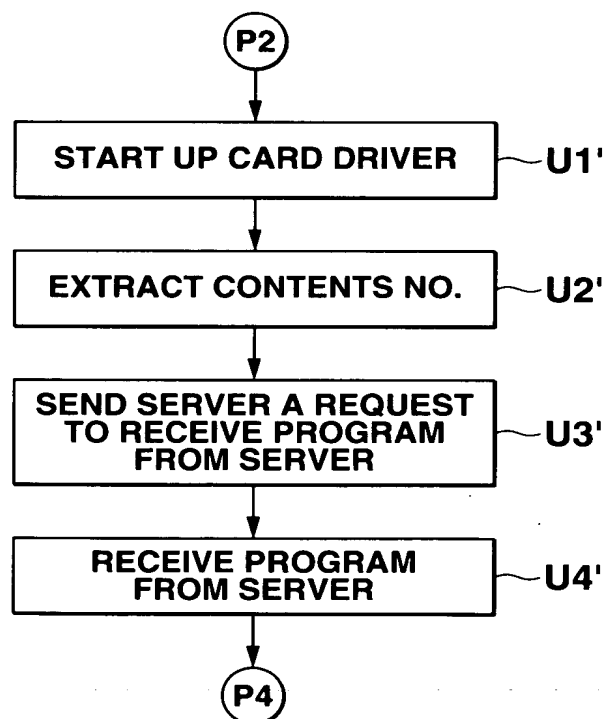 P2
START UP CARD DRIVER U1'
EXTRACT CONTENTS NO. U2'
SEND SERVER A REQUEST
TO RECEIVE PROGRAM U3'
FROM SERVER
RECEIVE PROGRAM
FROM SERVER U4'
P4